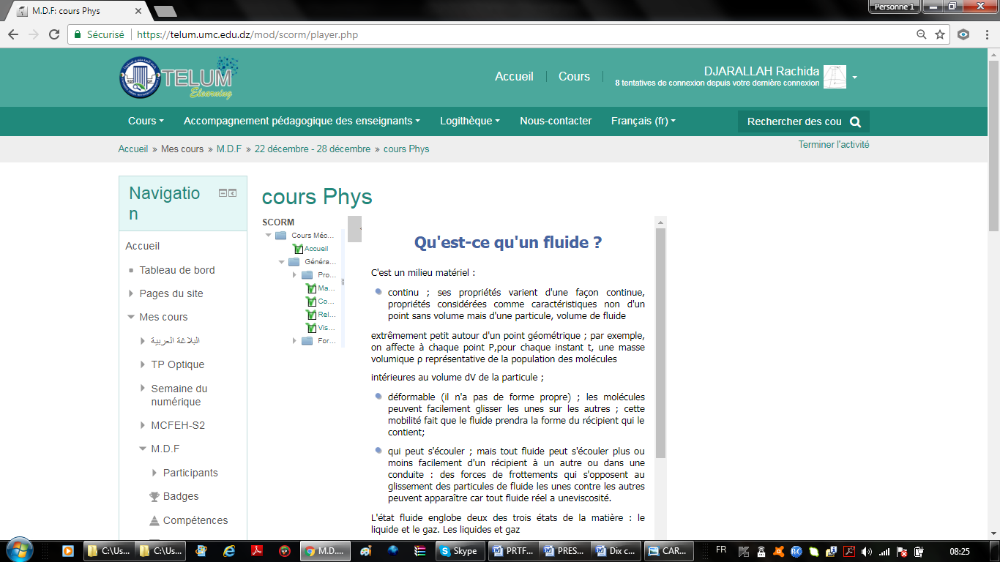 M.D.F: cours Phys
Personne 1
Sécurisé
https://telum.umc.edu.dz/mod/scorm/player.php
TELUM
Elearning
Accueil
Cours
DJARALLAH Rachida
8 tentatives de connexion depuis votre dernière connexion
Cours
Accompagnement pédagogique des enseignants
Logithèque
Nous-contacter
Français (fr)
Rechercher des cou
Accueil » Mes cours » M.D.F » 22 décembre - 28 décembre » cours Phys
Terminer l'activité
Navigatio
n
Accueil
Tableau de bord
Pages du site
Mes cours
البلاغة العربية
TP Optique
Semaine du
numérique
MCFEH-S2
M.D.F
Participants
Badges
Compétences
cours Phys
SCORM
Cours Méc...
Accueil
Généra...
Pro...
Ma...
Co...
Rel...
Vis...
For...
Qu'est-ce qu'un fluide ?
C'est un milieu matériel :
continu ; ses propriétés varient d'une façon continue,
propriétés considérées comme caractéristiques non d'un
point sans volume mais d'une particule, volume de fluide
extrêmement petit autour d'un point géométrique ; par exemple,
on affecte à chaque point P,pour chaque instant t, une masse
volumique ρ représentative de la population des molécules
intérieures au volume dV de la particule ;
déformable (il n'a pas de forme propre) ; les molécules
peuvent facilement glisser les unes sur les autres ; cette
mobilité fait que le fluide prendra la forme du récipient qui le
contient;
qui peut s'écouler ; mais tout fluide peut s'écouler plus ou
moins facilement d'un récipient à un autre ou dans une
conduite : des forces de frottements qui s'opposent au
glissement des particules de fluide les unes contre les autres
peuvent apparaître car tout fluide réel a uneviscosité.
L'état fluide englobe deux des trois états de la matière : le
liquide et le gaz. Les liquides et gaz
C:\Us...
C:\Us...
M.D....
Skype
PRTF...
PRES...
Dix c...
CAR...
FR
08:25